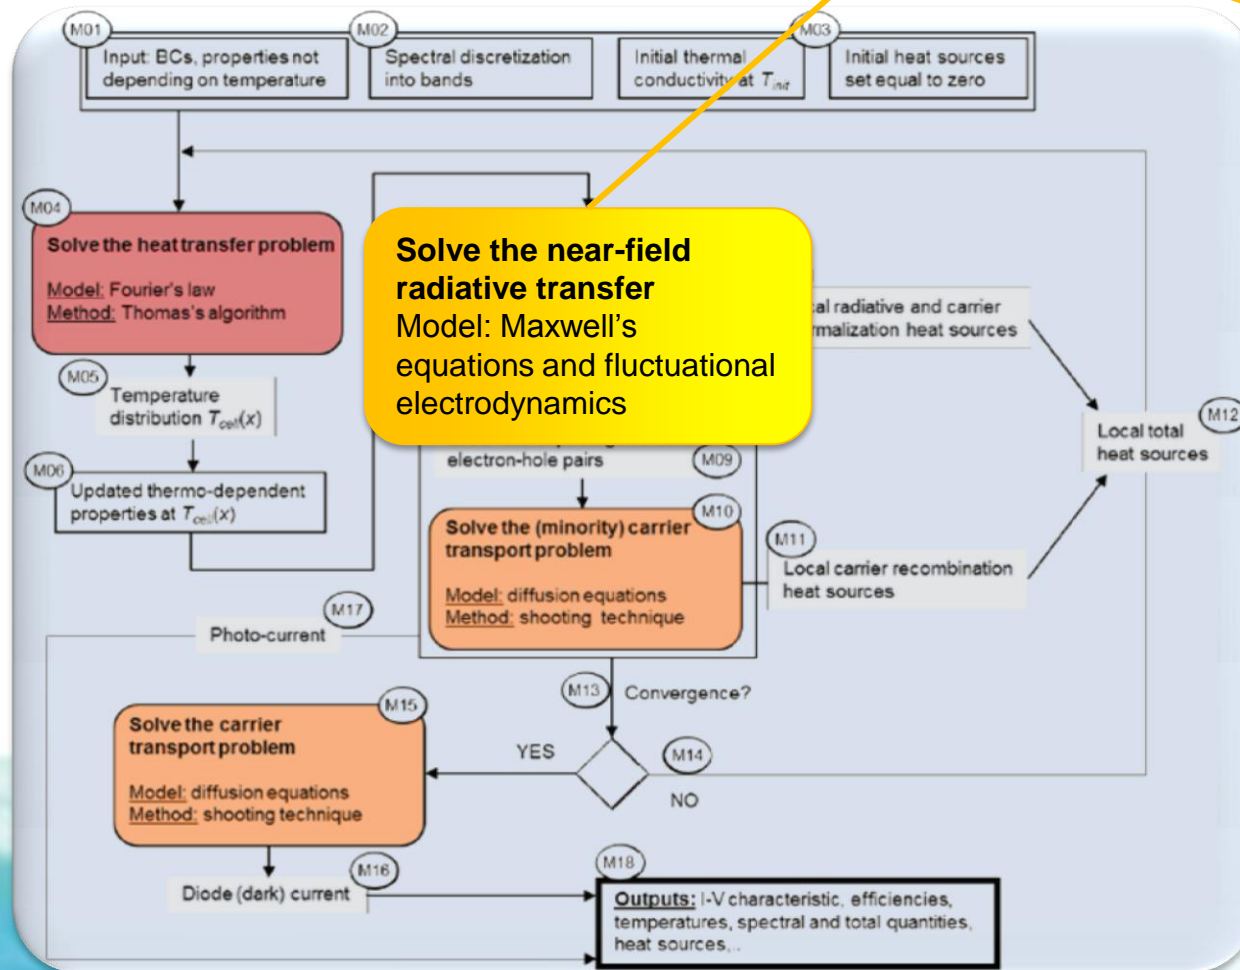 M01
M02
M03
Input: BCs, properties not
depending on temperature
Spectral discretization
into bands
Initial thermal
conductivity at Tinit
Initial heat sources
set equal to zero
M04
Solve the heat transfer problem
Model: Fourier's law
Method: Thomas's algorithm
Solve the near-field
radiative transfer
Model: Maxwell's
equations and fluctuational
electrodynamics
radiative and carrier
heat sources
M05
Temperature
distribution Tcell(x)
M12
Local total
heat sources
M06
Updated thermo-dependent
properties at Tcell(x)
electron-hole pairs
M09
M10
Solve the (minority) carrier
transport problem
Model: diffusion equations
Method: shooting technique
M11
Local carrier recombination
heat sources
M17
Photo-current
M13
Convergence?
M15
Solve the carrier
transport problem
Model: diffusion equations
Method: shooting technique
YES
M14
NO
M16
Diode (dark) current
M18
Outputs: I-V characteristic, efficiencies,
temperatures, spectral and total quantities,
heat sources,..